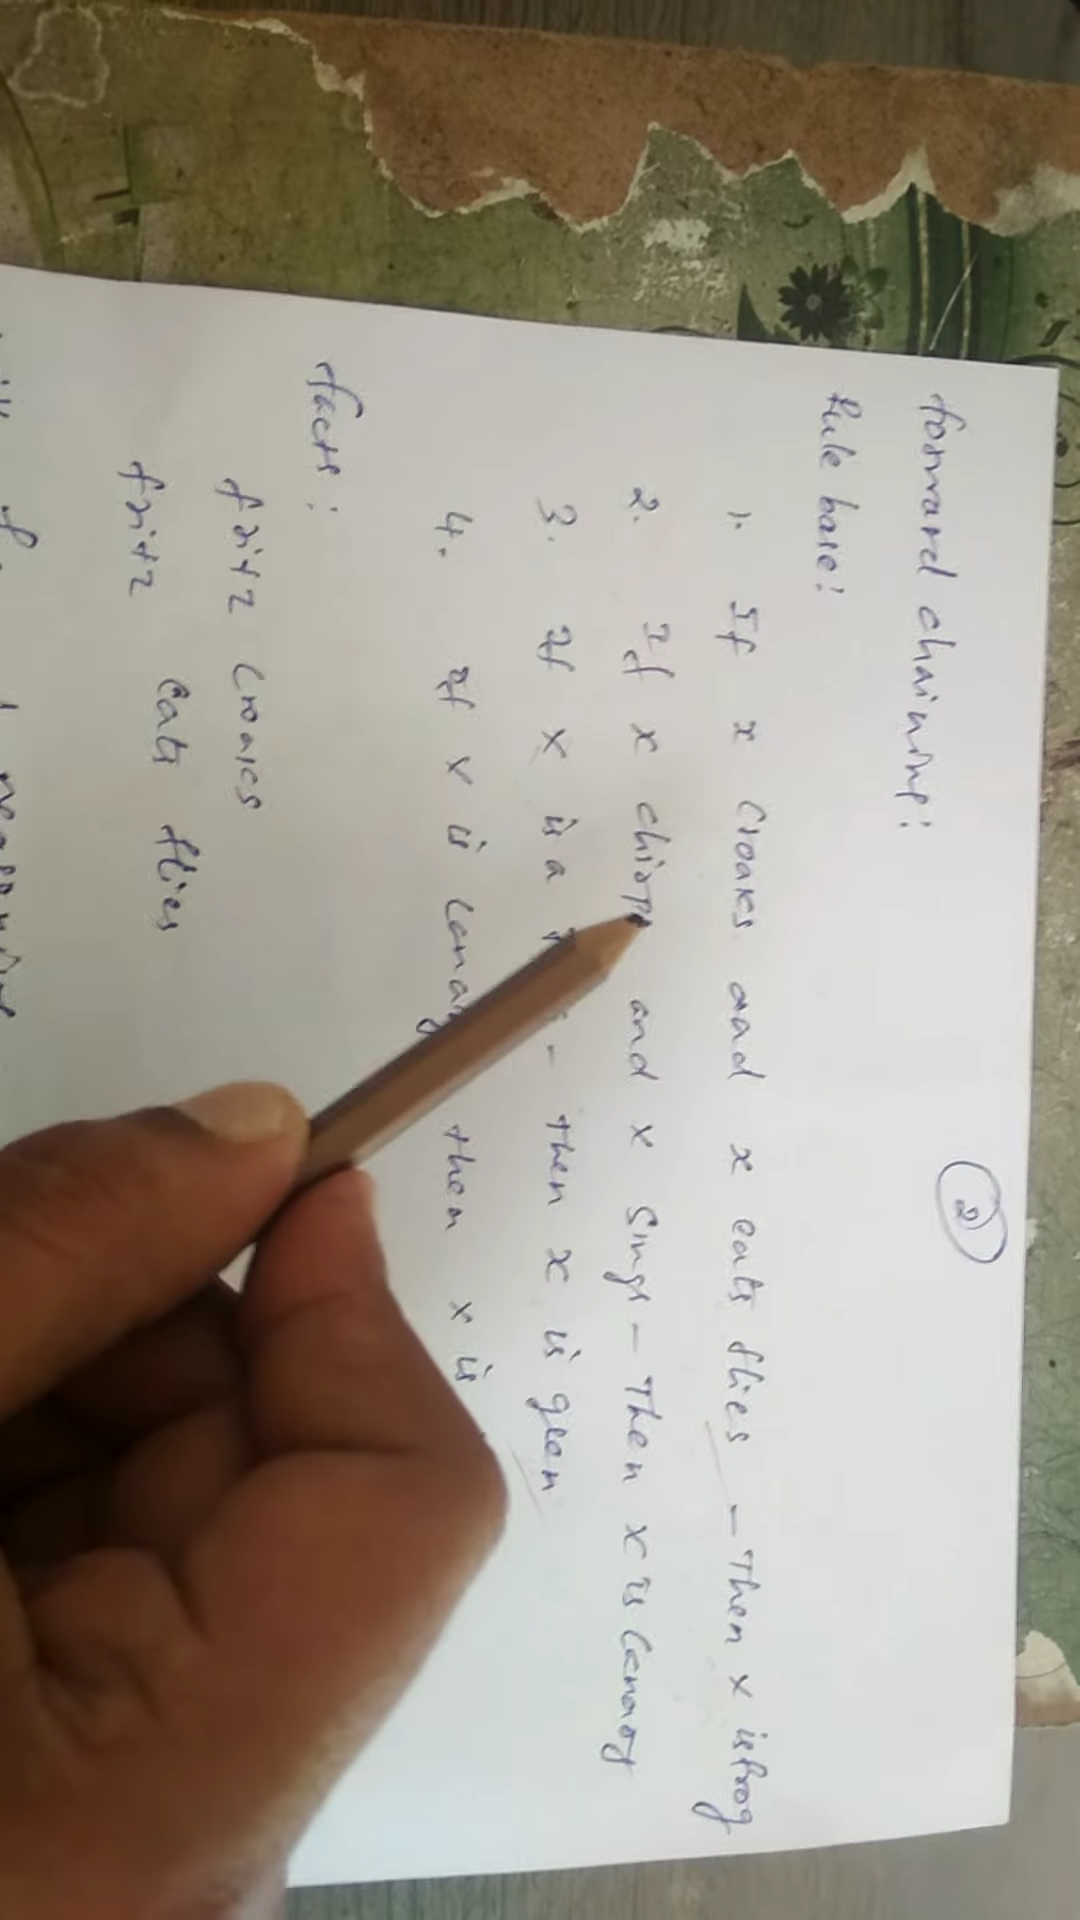 2
forward chaining:
Rule base:
1. If x croaks and x eats flies - Then x is frog
2. If x chirps and x sings - Then x is Canary
3. If x is a - then x is green
4. If x is Canary then x is
facts:
fritz croaks
fritz eats flies